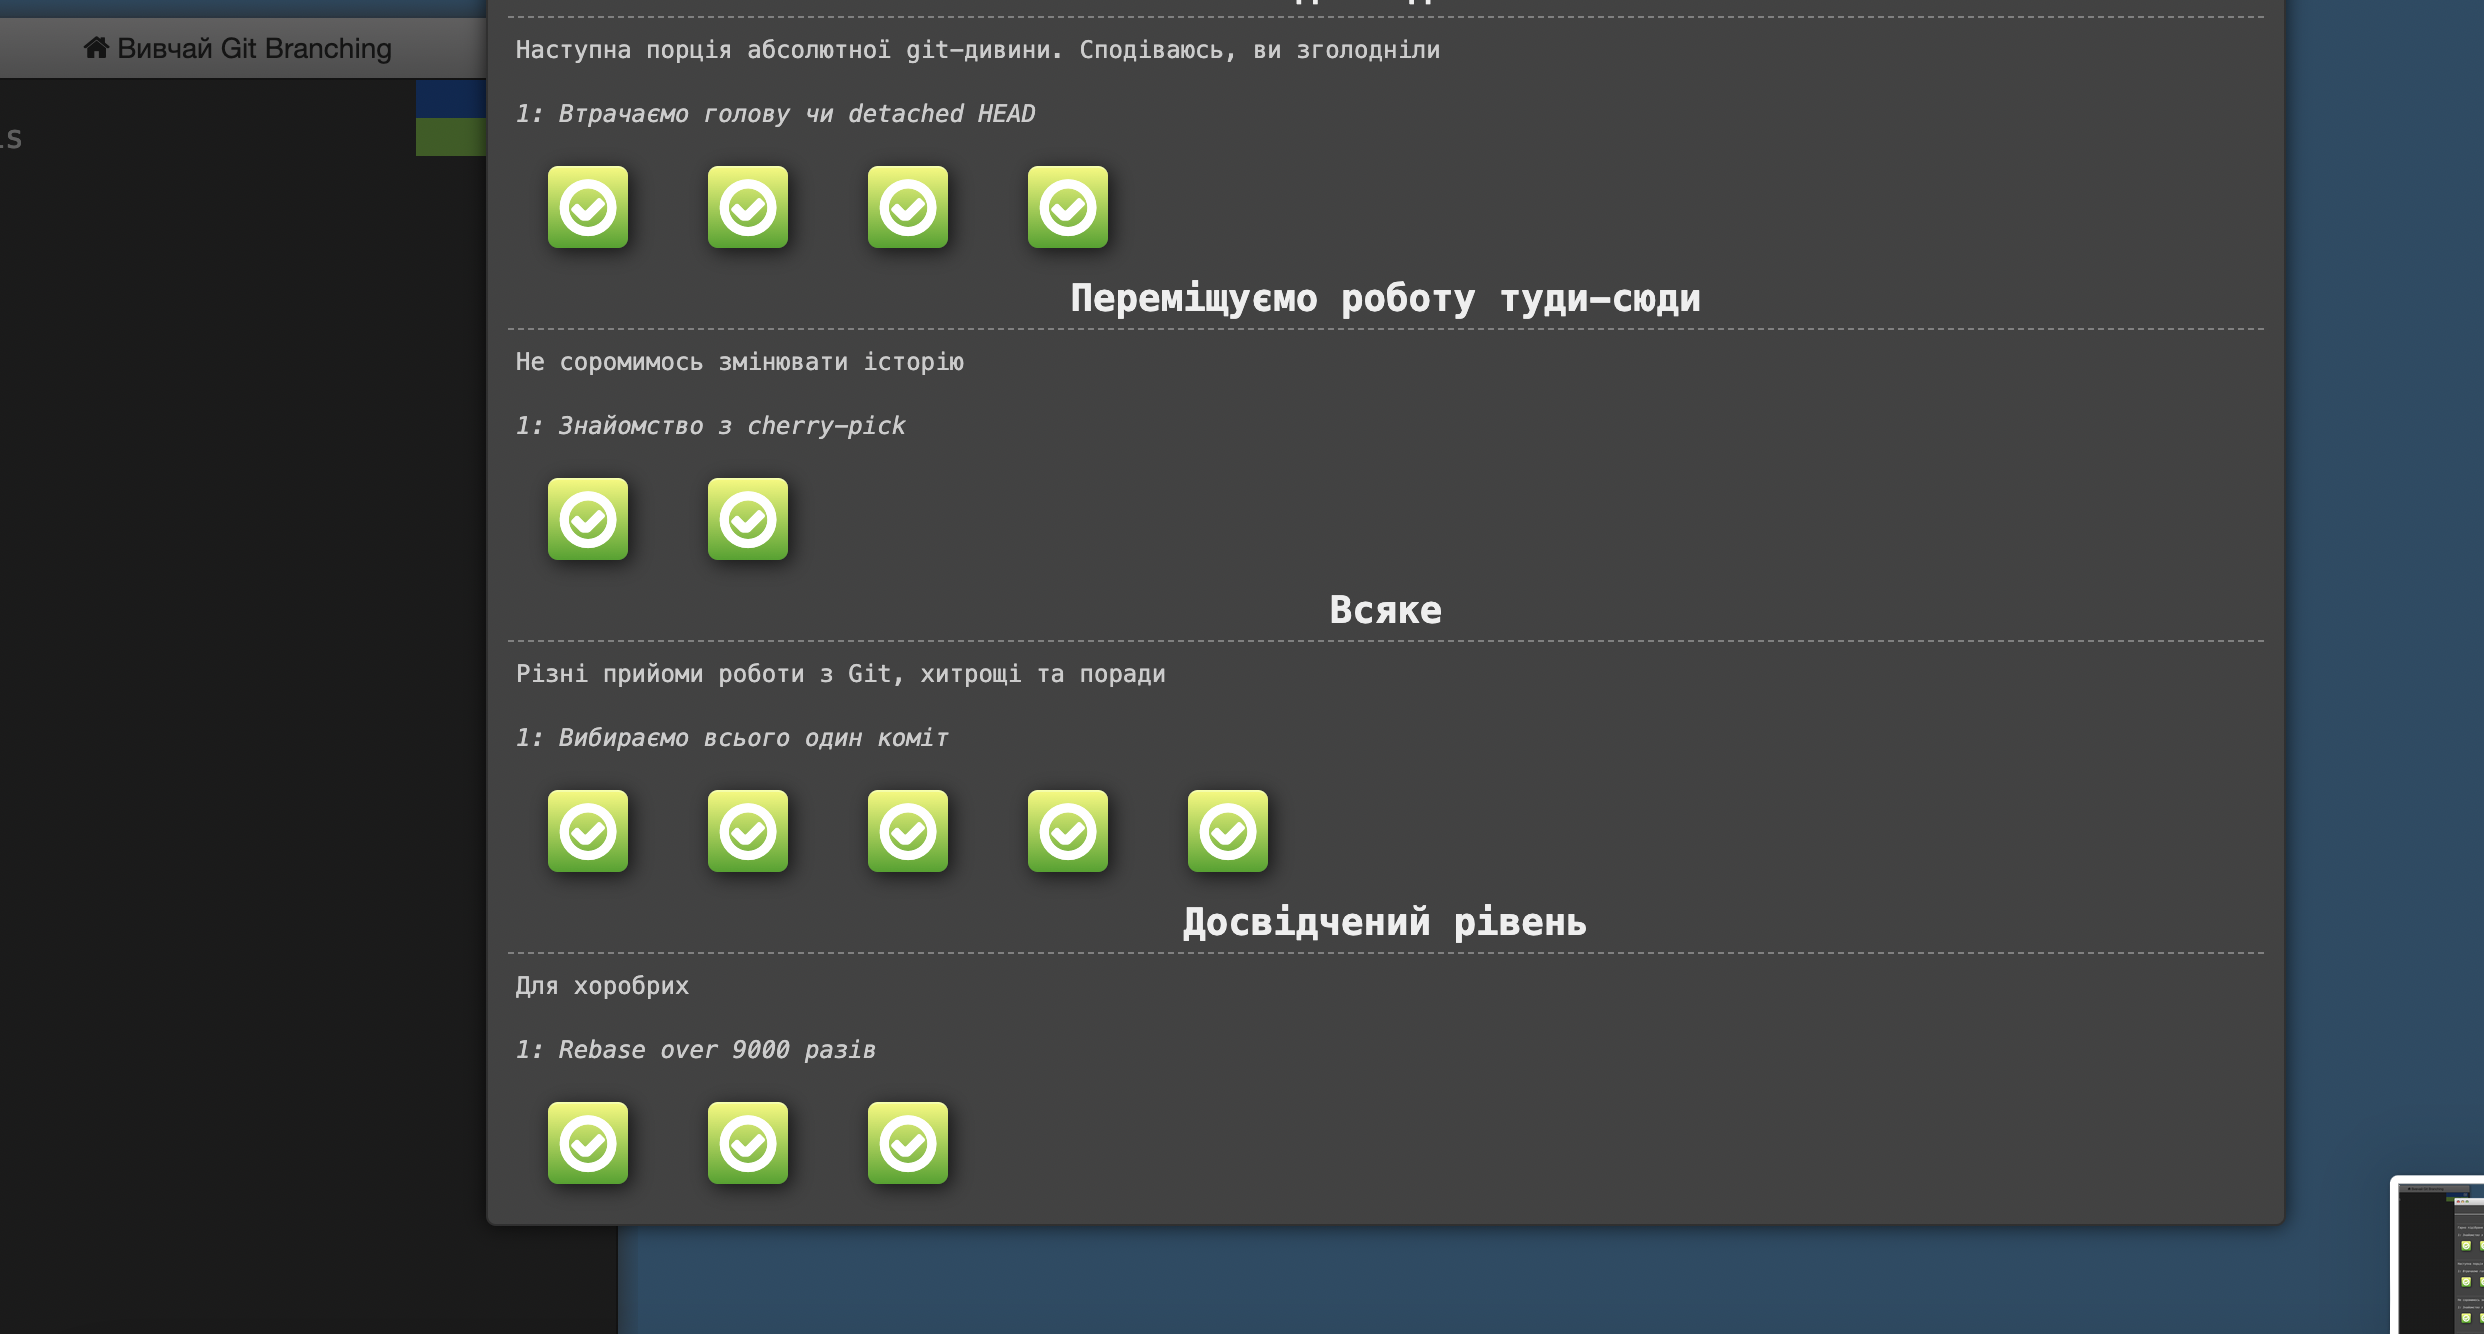 Вивчай Git Branching
Наступна порція абсолютної git-дивини. Сподіваюсь, ви зголодніли
1: Втрачаємо голову чи detached HEAD
Переміщуємо роботу туди-сюди
Не соромимось змінювати історію
1: Знайомство з cherry-pick
Всяке
Різні прийоми роботи з Git, хитрощі та поради
1: Вибираємо всього один коміт
Досвідчений рівень
Для хоробрих
1: Rebase over 9000 разів